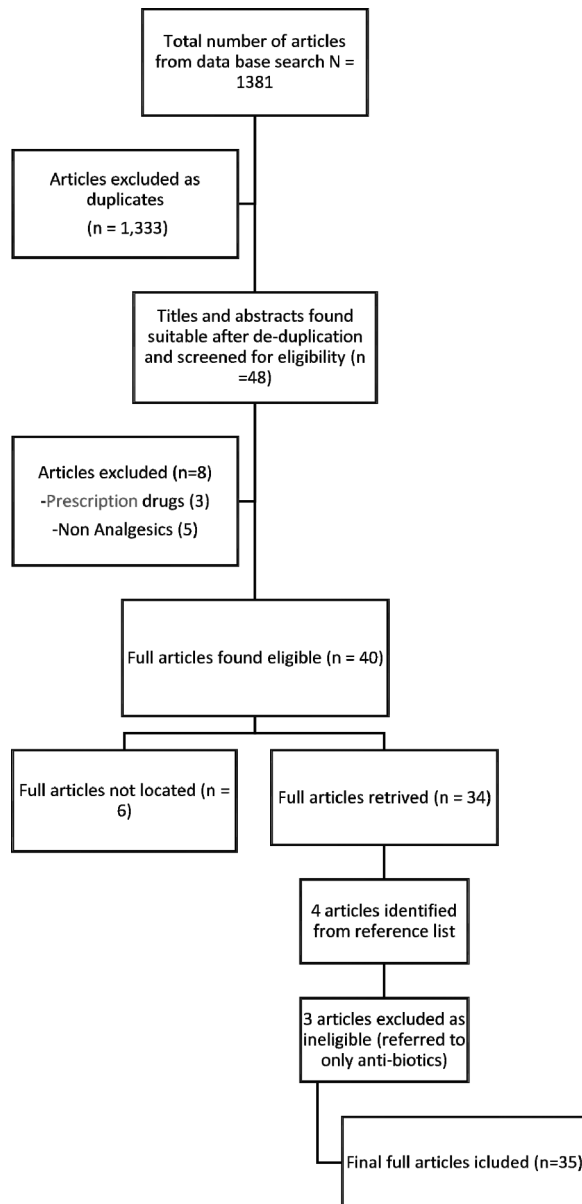 Total number of articles
from data base search N =
1381
Articles excluded as
duplicates
(n = 1,333)
Titles and abstracts found
suitable after de-duplication
and screened for eligibility (n
=48)
Articles excluded (n=8)
-Prescription drugs (3)
-Non Analgesics (5)
Full articles found eligible (n = 40)
Full articles not located (n =
6)
Full articles retrived (n = 34)
4 articles identified
from reference list
3 articles excluded as
ineligible (referred to
only anti-biotics)
Final full articles icluded (n=35)